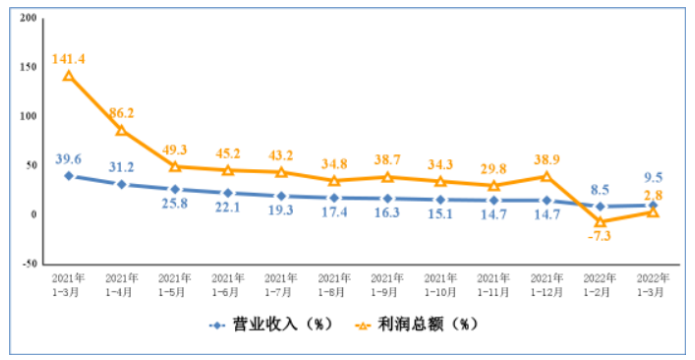 200
150
100
50
0
-50
141.4
86.2
49.3
45.2
43.2
34.8
38.7
34.3
29.8
38.9
-7.3
2.8
39.6
31.2
25.8
22.1
19.3
17.4
16.3
15.1
14.7
14.7
8.5
9.5
2021年
1-3月
2021年
1-4月
2021年
1-5月
2021年
1-6月
2021年
1-7月
2021年
1-8月
2021年
1-9月
2021年
1-10月
2021年
1-11月
2021年
1-12月
2022年
1-2月
2022年
1-3月
营业收入（%）
利润总额（%）